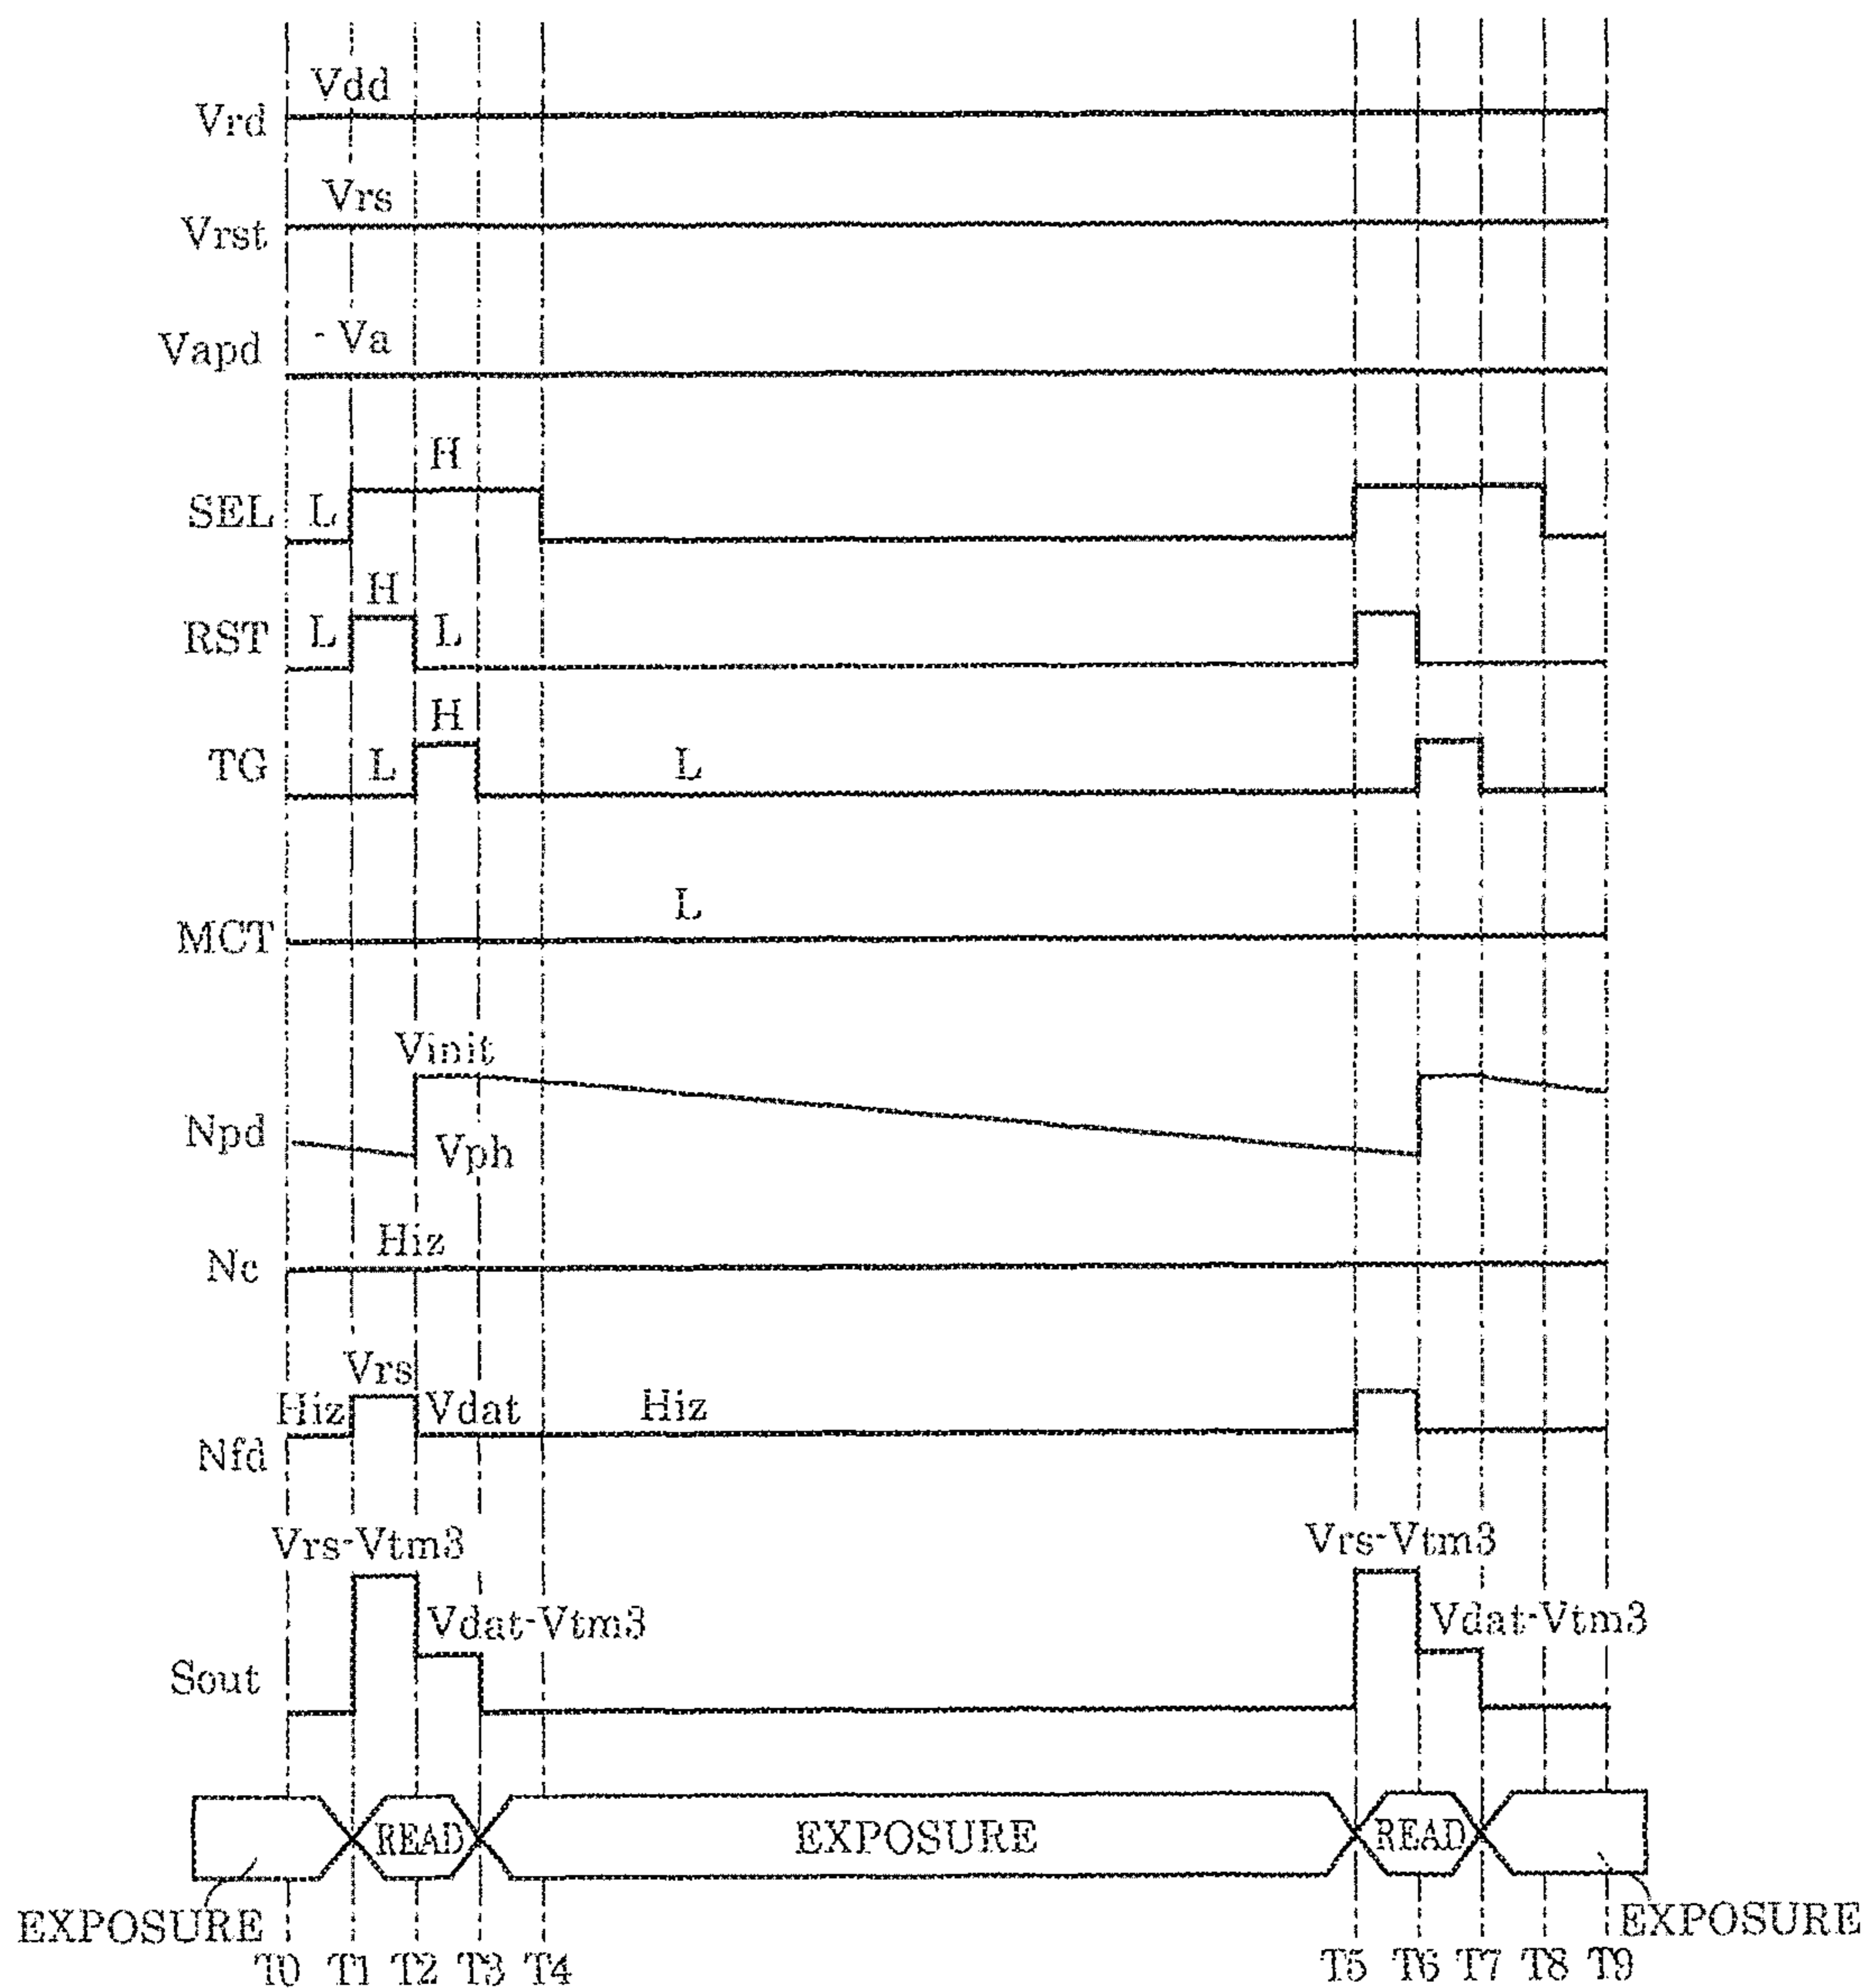 Vdd
Vrd
Vrs
Vrst
- Va
Vapd
H
SEL L
H
RST L L
H
TG L L
L
MCT
Vinit
Npd Vph
Hiz
Nc
Vrs
Hiz Vdat Hiz
Nfd
Vrs-Vtm3 Vrs-Vtm3
Vdat-Vtm3 Vdat-Vtm3
Sout
READ EXPOSURE READ
EXPOSURE EXPOSURE
T0 T1 T2 T3 T4 T5 T6 T7 T8 T9